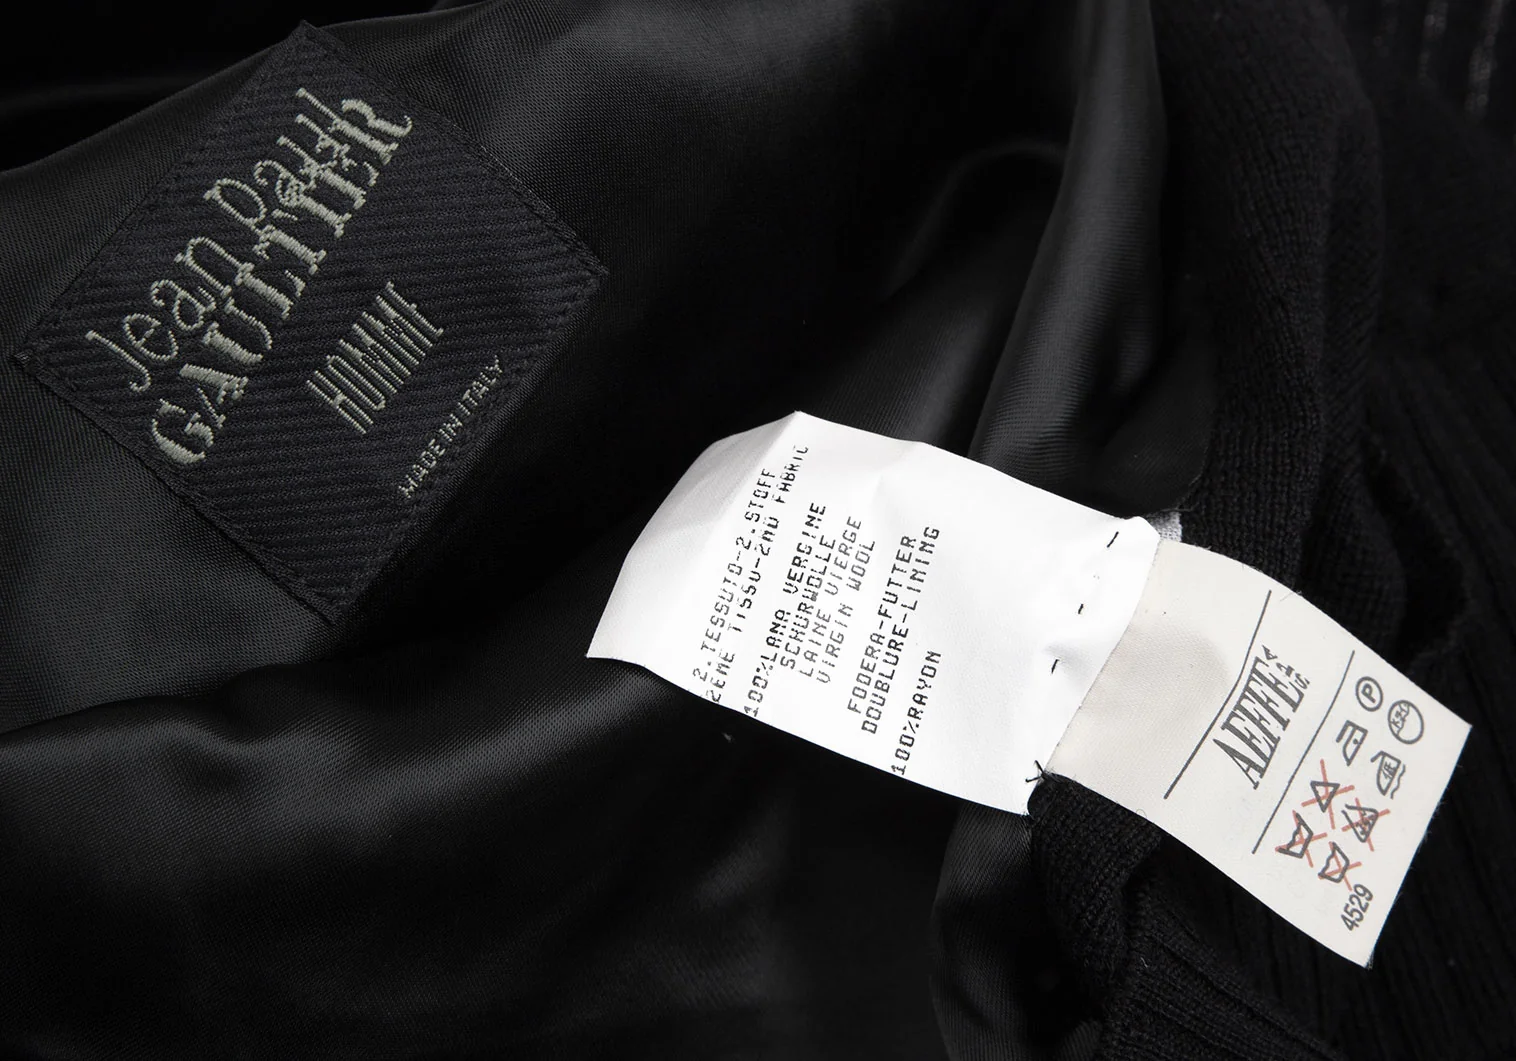 Jean Paul
GAULTIER
HOMME
MADE IN ITALY
2.TESSUTO-2.STOFF
2EME TISSU-2ND FABRIC
100%LANA VERGINE
SCHURWOLLE
LAINE VIERGE
VIRGIN WOOL
FODERA-FUTTER
DOUBLURE-LINING
100%RAYON
AEFFE
P
4529